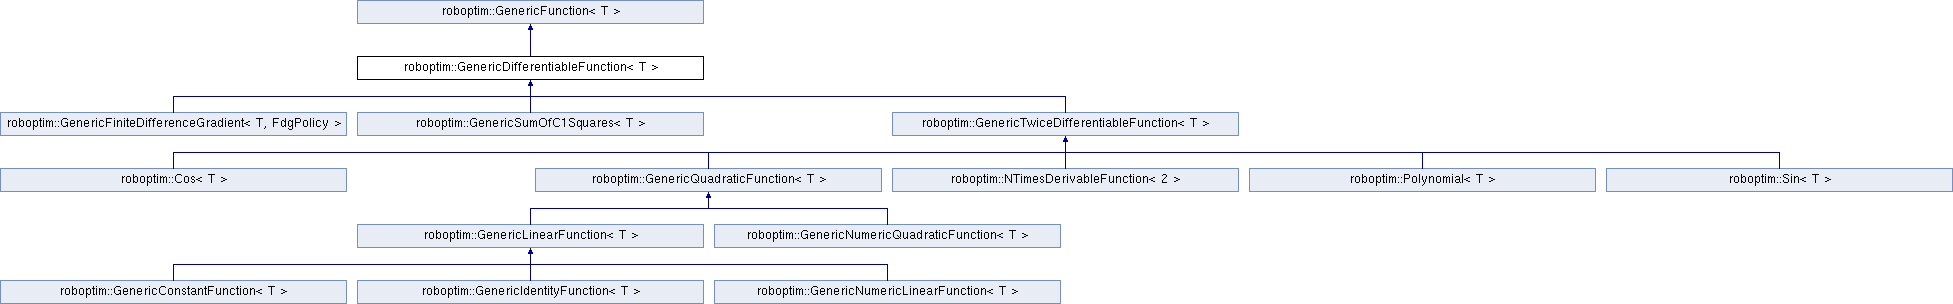 roboptim::GenericFunction< T >
roboptim::GenericDifferentiableFunction< T >
roboptim::GenericFiniteDifferenceGradient< T, FdgPolicy >
roboptim::GenericSumOfC1Squares< T >
roboptim::GenericTwiceDifferentiableFunction< T >
roboptim::Cos< T >
roboptim::GenericQuadraticFunction< T >
roboptim::NTimesDerivableFunction< 2 >
roboptim::Polynomial< T >
roboptim::Sin< T >
roboptim::GenericLinearFunction< T >
roboptim::GenericNumericQuadraticFunction< T >
roboptim::GenericConstantFunction< T >
roboptim::GenericIdentityFunction< T >
roboptim::GenericNumericLinearFunction< T >